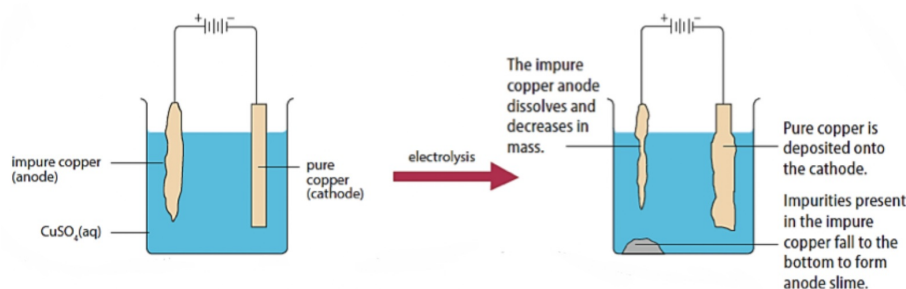 + −
impure copper
(anode)
pure
copper
(cathode)
CuSO₄(aq)
electrolysis
+ −
The impure
copper anode
dissolves and
decreases in
mass.
Pure copper is
deposited onto
the cathode.
Impurities present
in the impure
copper fall to the
bottom to form
anode slime.